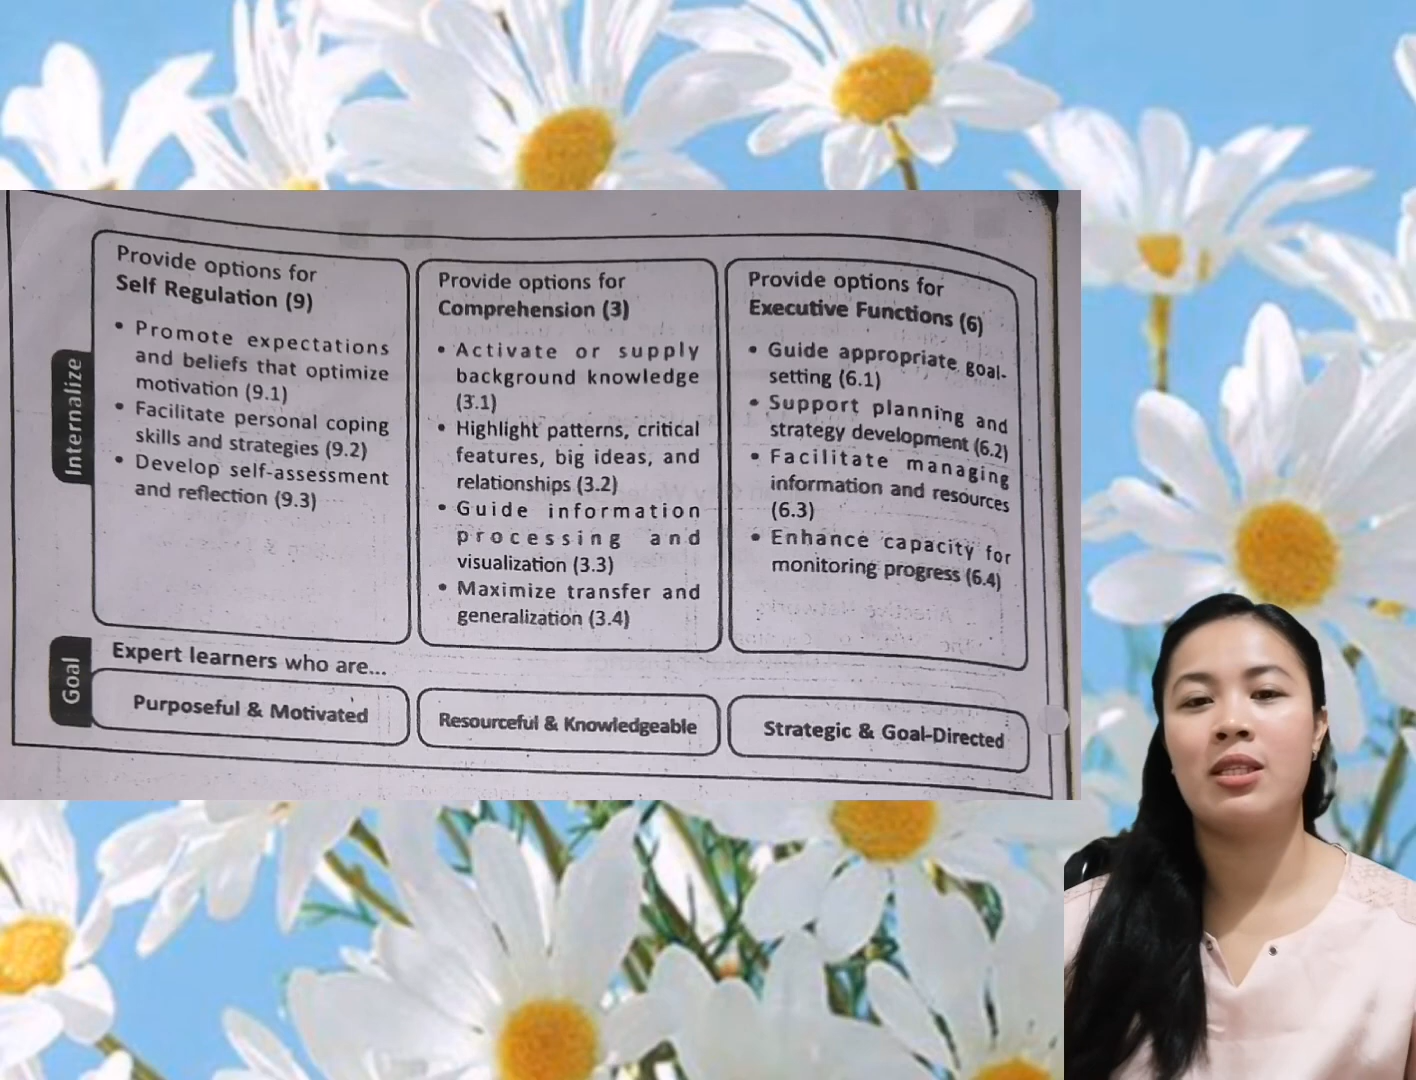 Internalize
Provide options for
Self Regulation (9)
• Promote expectations
and beliefs that optimize
motivation (9.1)
• Facilitate personal coping
skills and strategies (9.2)
• Develop self-assessment
and reflection (9.3)
Provide options for
Comprehension (3)
• Activate or supply
background knowledge
(3.1)
• Highlight patterns, critical
features, big ideas, and
relationships (3.2)
• Guide information
processing and
visualization (3.3)
• Maximize transfer and
generalization (3.4)
Provide options for
Executive Functions (6)
• Guide appropriate goal-
setting (6.1)
• Support planning and
strategy development (6.2)
• Facilitate managing
information and resources
(6.3)
• Enhance capacity for
monitoring progress (6.4)
Goal
Expert learners who are...
Purposeful & Motivated
Resourceful & Knowledgeable
Strategic & Goal-Directed